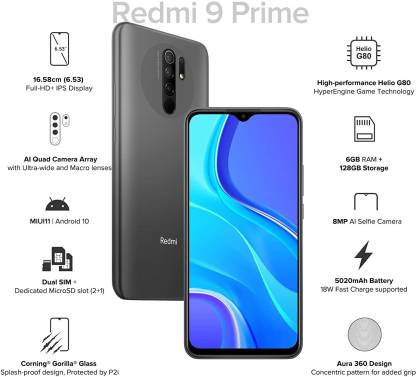 Redmi 9 Prime
6.53"
16.58cm (6.53)
Full-HD+ IPS Display
AI Quad Camera Array
with Ultra-wide and Macro lenses
MIUI11 | Android 10
Dual SIM +
Dedicated MicroSD slot (2+1)
Corning® Gorilla® Glass
Splash-proof design, Protected by P2i
Redmi
Helio
G80
High-performance Helio G80
HyperEngine Game Technology
6GB RAM +
128GB Storage
8MP AI Selfie Camera
5020mAh Battery
18W Fast Charge supported
Aura 360 Design
Concentric pattern for added grip